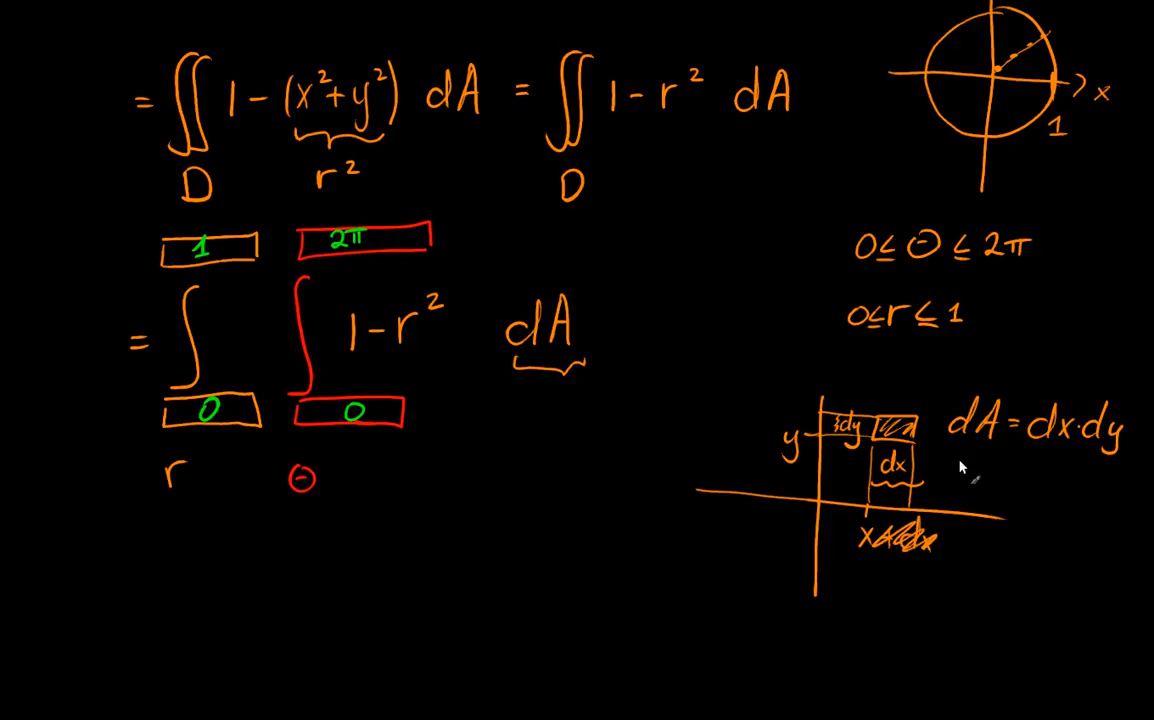 = ∬ 1 - (x² + y²) dA = ∬ 1 - r² dA
D r² D
x
1
1 2π
0 ≤ Θ ≤ 2π
= ∫ ∫ 1 - r² dA
0 ≤ r ≤ 1
0 0
r Θ
y dy dA = dx·dy
dx
x